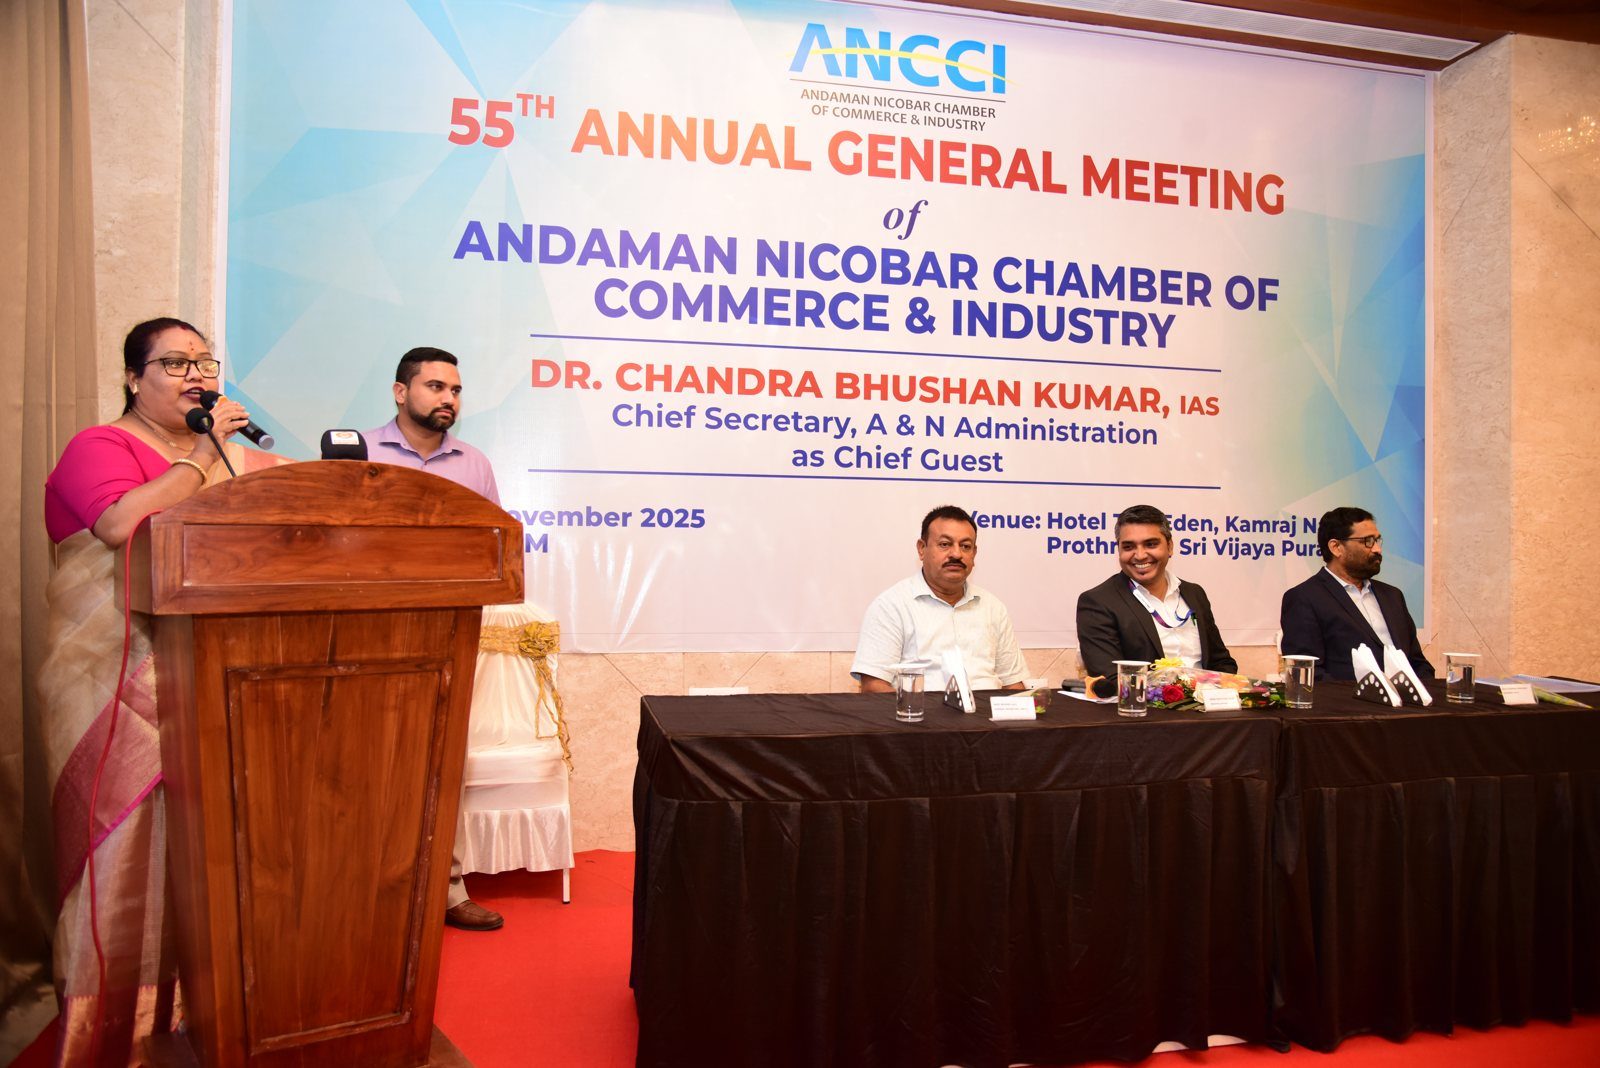 ANCCI
ANDAMAN NICOBAR CHAMBER
OF COMMERCE & INDUSTRY
55TH ANNUAL GENERAL MEETING
of
ANDAMAN NICOBAR CHAMBER OF
COMMERCE & INDUSTRY
DR. CHANDRA BHUSHAN KUMAR, IAS
Chief Secretary, A & N Administration
as Chief Guest
ovember 2025
M
Venue: Hotel T Eden, Kamraj Na
Prothr Sri Vijaya Pura